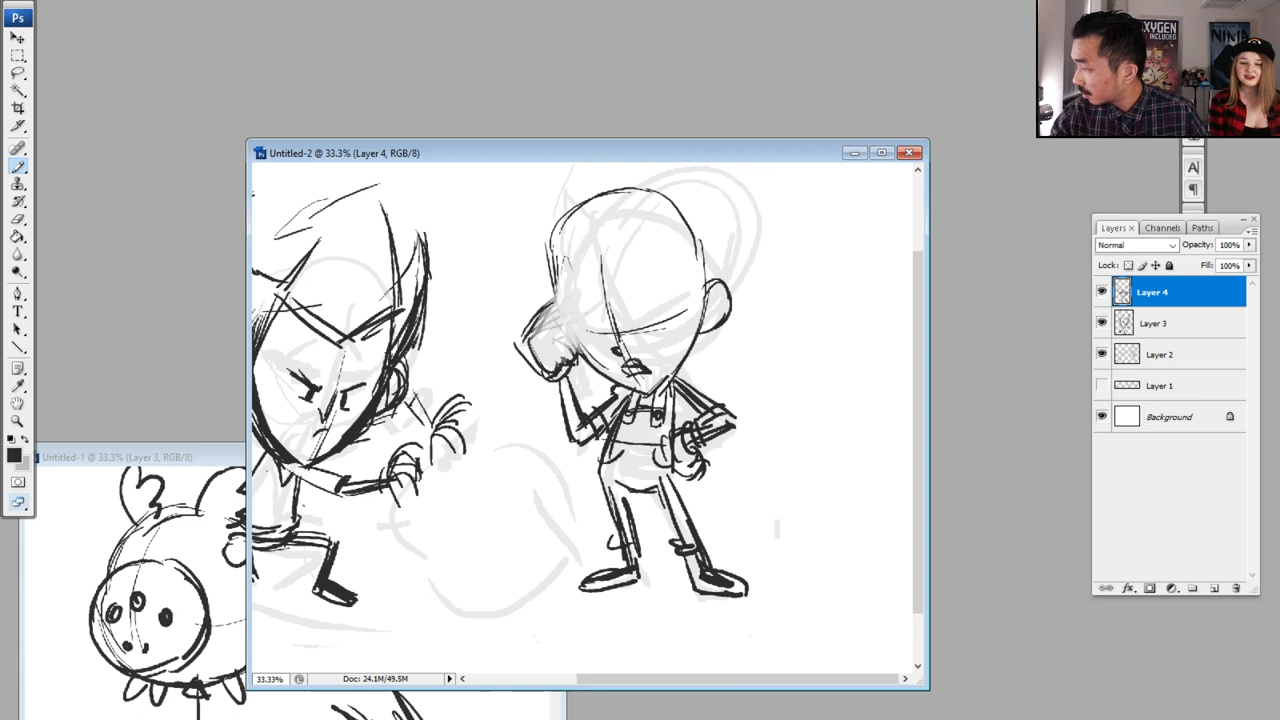 Ps
OXYGEN
INCLUDED
NINJA
Untitled-2 @ 33.3% (Layer 4, RGB/8)
A
Layers
Channels
Paths
Normal
Opacity:
100%
Lock:
Fill:
100%
Layer 4
Layer 3
Layer 2
Layer 1
Background
T
Untitled-1 @ 33.3% (Layer 3, RGB/8)
fx
33.33%
Doc: 24.1M/49.5M